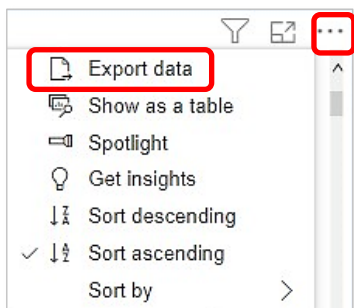 Export data
Show as a table
Spotlight
Get insights
Sort descending
Sort ascending
Sort by